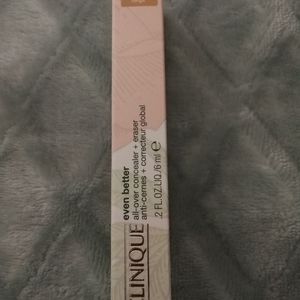 even better
all-over concealer + eraser
anti-cernes + correcteur global
.2 FL.OZ.LIQ./6 ml e
CLINIQUE